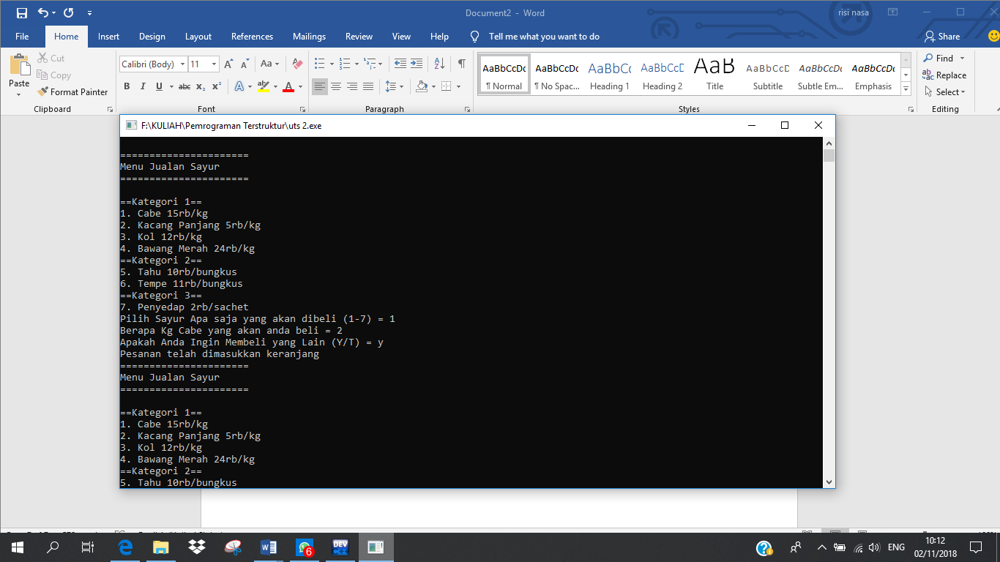 Document2 - Word
risi nasa
File Home Insert Design Layout References Mailings Review View Help Tell me what you want to do Share
Paste
Cut
Copy
Format Painter
Clipboard
Calibri (Body) 11
Font
Paragraph
AaBbCcDc AaBbCcDc AaBbCc AaBbCcD AaB AaBbCcD AaBbCcDc AaBbCcDc
¶ Normal ¶ No Spac... Heading 1 Heading 2 Title Subtitle Subtle Em... Emphasis
Styles
Find
Replace
Select
Editing
F:\KULIAH\Pemrograman Terstruktur\uts 2.exe
======================
Menu Jualan Sayur
======================
==Kategori 1==
1. Cabe 15rb/kg
2. Kacang Panjang 5rb/kg
3. Kol 12rb/kg
4. Bawang Merah 24rb/kg
==Kategori 2==
5. Tahu 10rb/bungkus
6. Tempe 11rb/bungkus
==Kategori 3==
7. Penyedap 2rb/sachet
Pilih Sayur Apa saja yang akan dibeli (1-7) = 1
Berapa Kg Cabe yang akan anda beli = 2
Apakah Anda Ingin Membeli yang Lain (Y/T) = y
Pesanan telah dimasukkan keranjang
======================
Menu Jualan Sayur
======================
==Kategori 1==
1. Cabe 15rb/kg
2. Kacang Panjang 5rb/kg
3. Kol 12rb/kg
4. Bawang Merah 24rb/kg
==Kategori 2==
5. Tahu 10rb/bungkus
DEV
6
ENG
10:12
02/11/2018